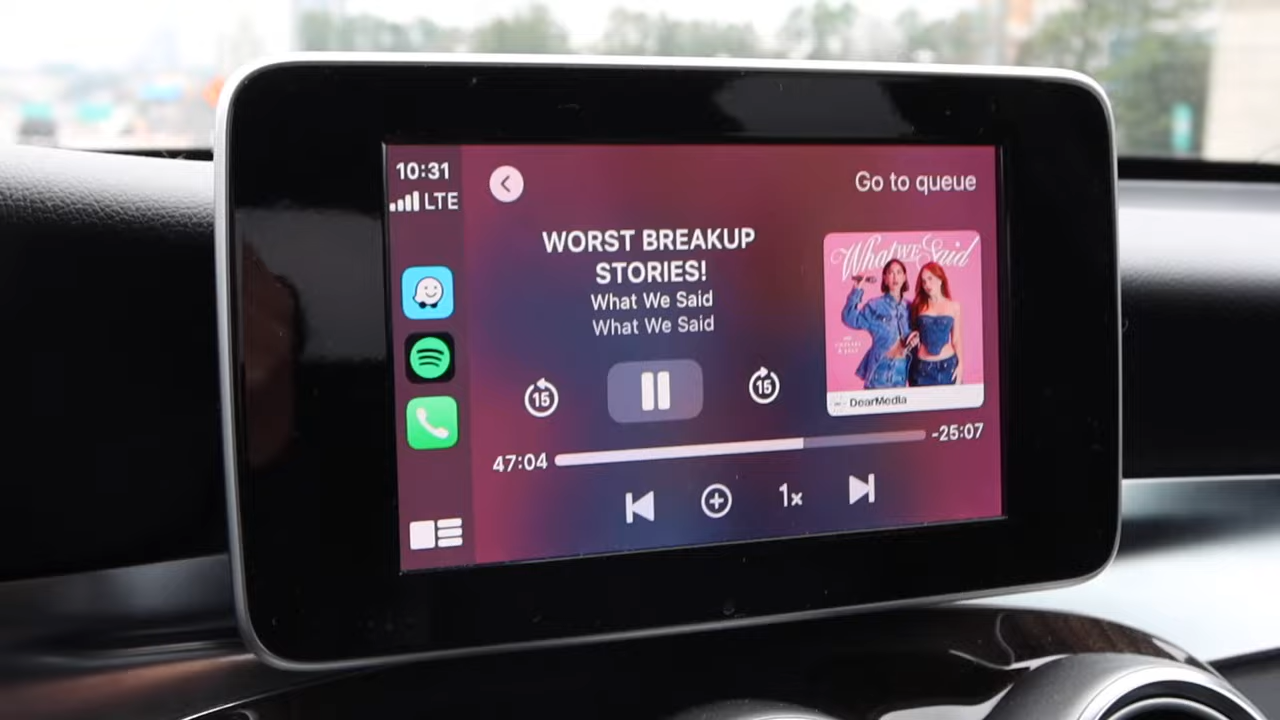 10:31
LTE
Go to queue
WORST BREAKUP
STORIES!
What We Said
What We Said
What WE Said
DearMedia
15
15
47:04
-25:07
1x